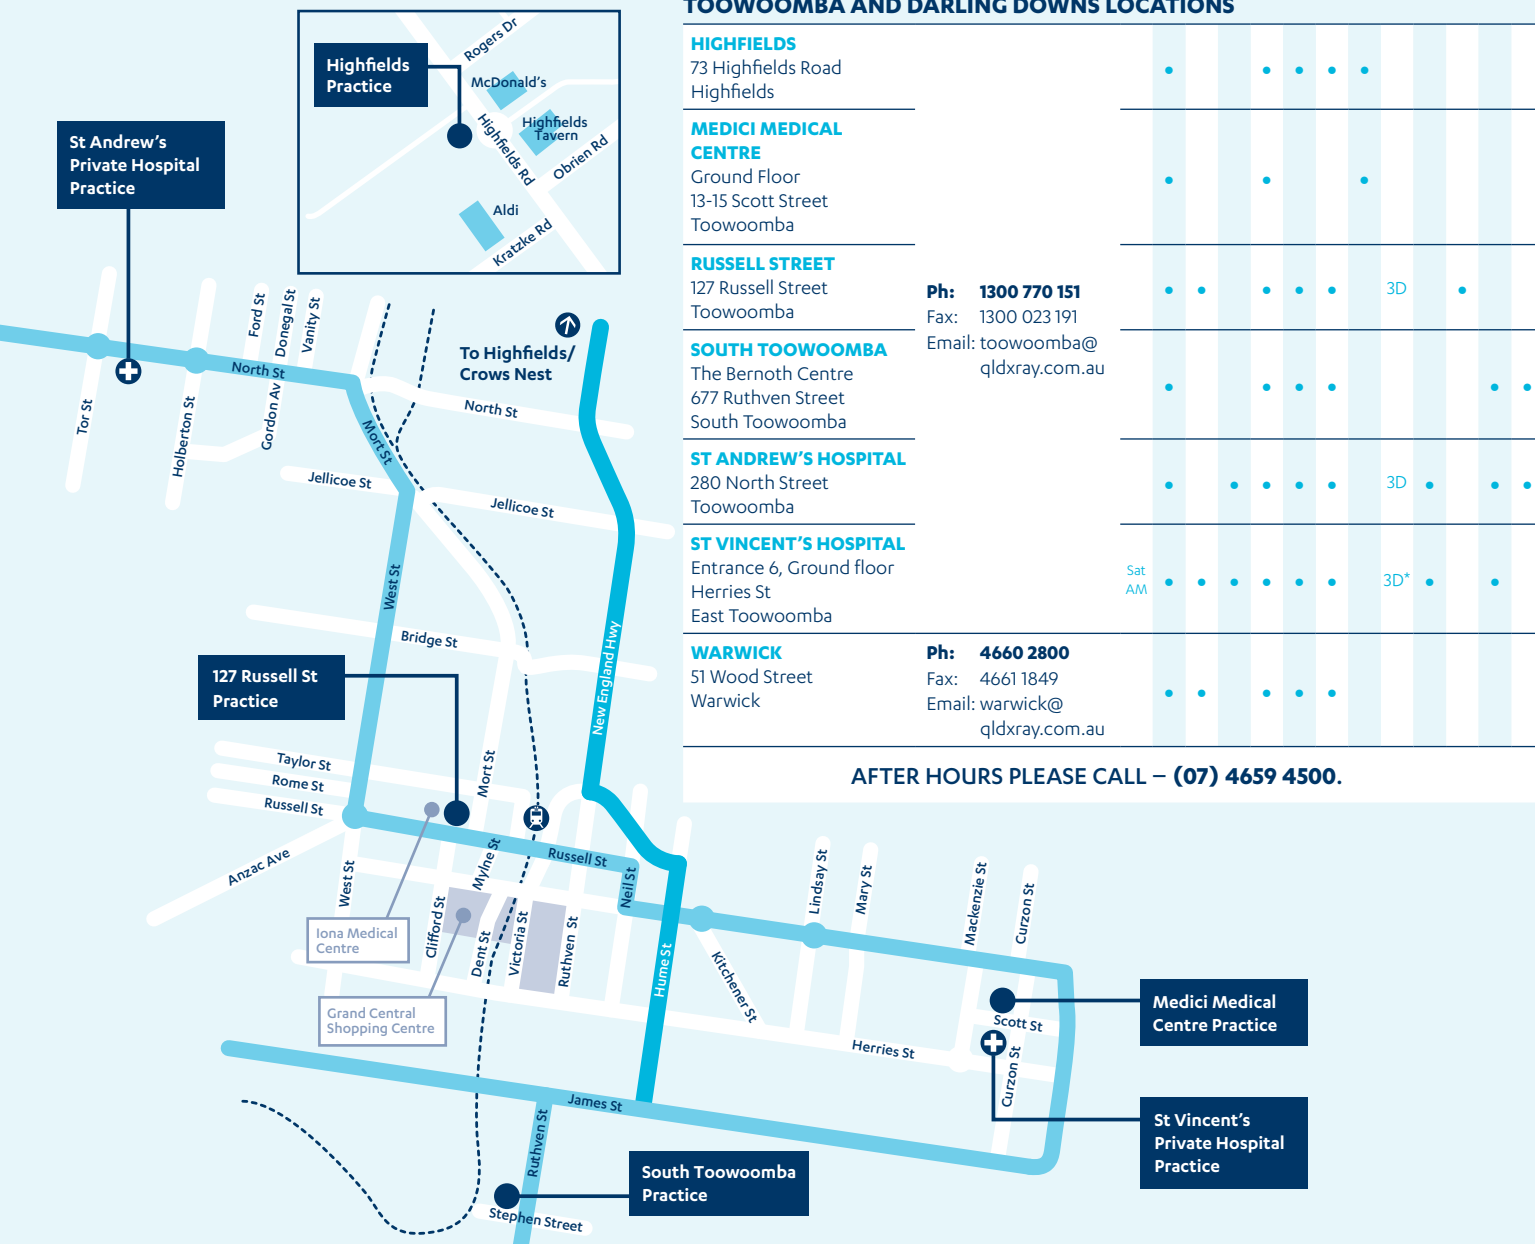 TOOWOOMBA AND DARLING DOWNS LOCATIONS
HIGHFIELDS
73 Highfields Road
Highfields
MEDICI MEDICAL
CENTRE
Ground Floor
13-15 Scott Street
Toowoomba
RUSSELL STREET
127 Russell Street
Toowoomba
3D
SOUTH TOOWOOMBA
The Bernoth Centre
677 Ruthven Street
South Toowoomba
ST ANDREW'S HOSPITAL
280 North Street
Toowoomba
3D
ST VINCENT'S HOSPITAL
Entrance 6, Ground floor
Herries St
East Toowoomba
Sat
AM
3D*
Ph: 1300 770 151
Fax: 1300 023 191
Email: toowoomba@
qldxray.com.au
WARWICK
51 Wood Street
Warwick
Ph: 4660 2800
Fax: 4661 1849
Email: warwick@
qldxray.com.au
AFTER HOURS PLEASE CALL – (07) 4659 4500.
Highfields
Practice
Rogers Dr
McDonald's
Highfields
Tavern
Highfields Rd
Obrien Rd
Aldi
Kratzke Rd
St Andrew's
Private Hospital
Practice
Ford St
Donegal St
Vanity St
To Highfields/
Crows Nest
North St
North St
Tor St
Holberton St
Gordon Av
Mort St
Jellicoe St
Jellicoe St
West St
Bridge St
New England Hwy
127 Russell St
Practice
Taylor St
Rome St
Russell St
Mort St
Anzac Ave
West St
Mylne St
Russell St
Neil St
Clifford St
Dent St
Victoria St
Ruthven St
Iona Medical
Centre
Grand Central
Shopping Centre
Hume St
Kitchener St
Lindsay St
Mary St
Mackenzie St
Curzon St
Herries St
Scott St
Curzon St
Medici Medical
Centre Practice
St Vincent's
Private Hospital
Practice
James St
Ruthven St
South Toowoomba
Practice
Stephen Street